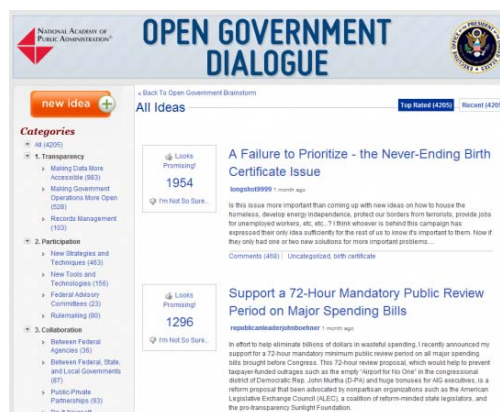 NATIONAL ACADEMY OF
PUBLIC ADMINISTRATION®
OPEN GOVERNMENT
DIALOGUE
new idea
« Back To Open Government Brainstorm
All Ideas
Top Rated (4205)
Recent (4205
Categories
All (4205)
1. Transparency
Making Data More
Accessible (963)
Making Government
Operations More Open
(528)
Records Management
(103)
2. Participation
New Strategies and
Techniques (463)
New Tools and
Technologies (156)
Federal Advisory
Committees (23)
Rulemaking (90)
3. Collaboration
Between Federal
Agencies (36)
Between Federal, State,
and Local Governments
(87)
Public-Private
Partnerships (93)
Looks
Promising!
1954
I'm Not So Sure...
A Failure to Prioritize - the Never-Ending Birth
Certificate Issue
longshot9999 1 month ago
Is this issue more important than coming up with new ideas on how to house the
homeless, develop energy independence, protect our borders from terrorists, provide jobs
for unemployed workers, etc, etc,..? I think whoever is behind this campaign has
expressed their only idea sufficiently for the rest of us to know it's important to them. Now if
they only had one or two new solutions for more important problems....
Comments (468) | Uncategorized, birth certificate
Looks
Promising!
1296
I'm Not So Sure...
Support a 72-Hour Mandatory Public Review
Period on Major Spending Bills
republicanleaderjohnboehner 1 month ago
In effort to help eliminate billions of dollars in wasteful spending, I recently announced my
support for a 72-hour mandatory minimum public review period on all major spending
bills brought before Congress. This 72-hour review proposal, which would help to prevent
taxpayer-funded outrages such as the empty "Airport for No One" in the congressional
district of Democratic Rep. John Murtha (D-PA) and huge bonuses for AIG executives, is a
reform proposal that been advocated by nonpartisan organizations such as the American
Legislative Exchange Council (ALEC), a coalition of reform-minded state legislators, and
the pro-transparency Sunlight Foundation.